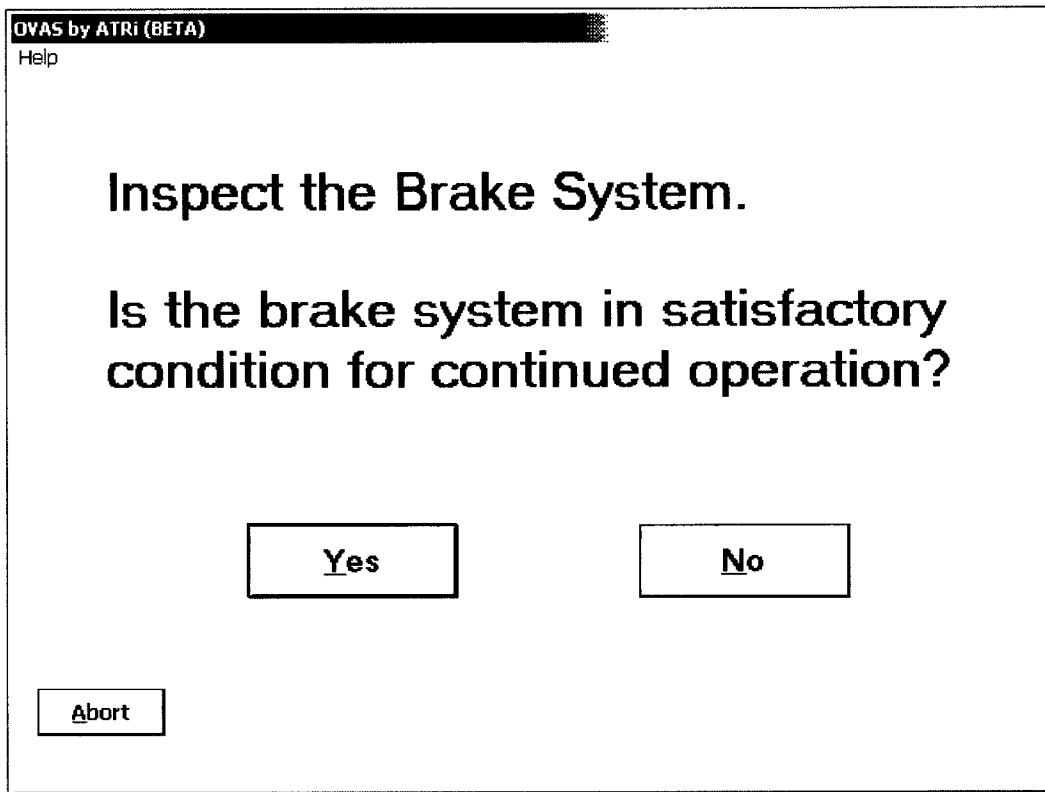 OVAS by ATRi (BETA)
Help
Inspect the Brake System.
Is the brake system in satisfactory
condition for continued operation?
Yes
No
Abort